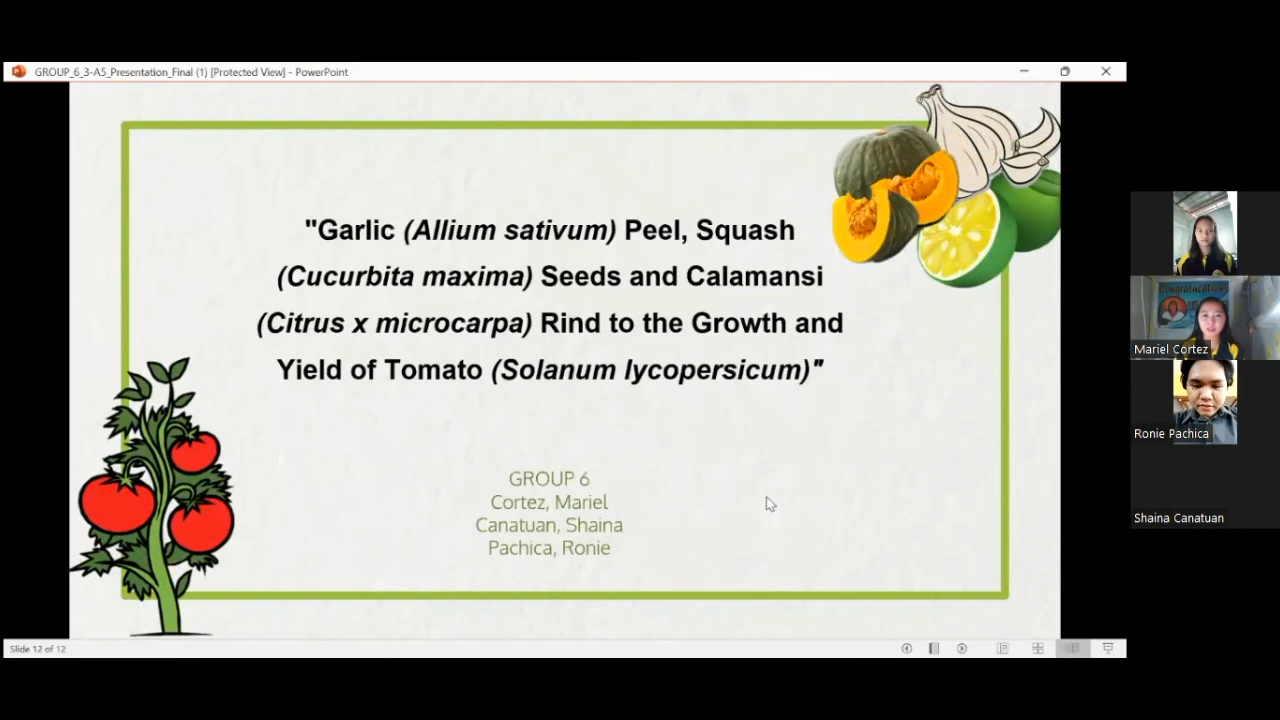 GROUP_6_3-A5_Presentation_Final (1) [Protected View] - PowerPoint
"Garlic (Allium sativum) Peel, Squash
(Cucurbita maxima) Seeds and Calamansi
(Citrus x microcarpa) Rind to the Growth and
Yield of Tomato (Solanum lycopersicum)"
GROUP 6
Cortez, Mariel
Canatuan, Shaina
Pachica, Ronie
Slide 12 of 12
Congratulations
Mariel Cortez
Ronie Pachica
Shaina Canatuan